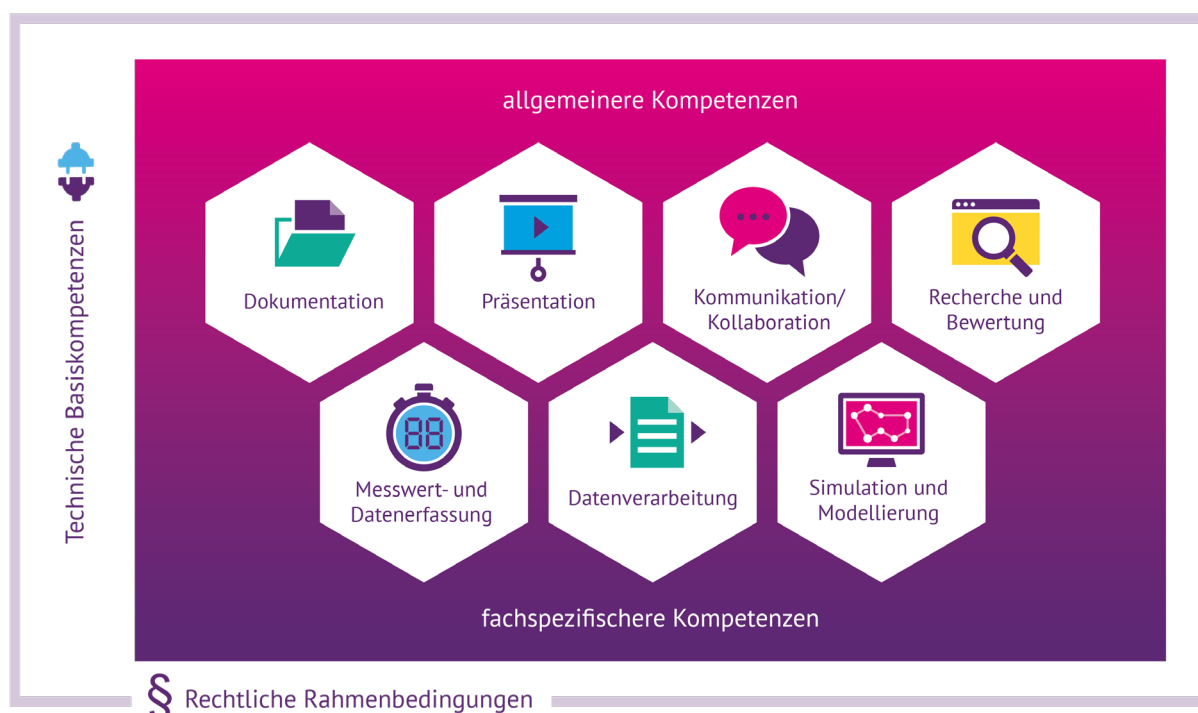 allgemeinere Kompetenzen
Technische Basiskompetenzen
Dokumentation
Präsentation
Kommunikation/
Kollaboration
Recherche und
Bewertung
88
Messwert- und
Datenerfassung
Datenverarbeitung
Simulation und
Modellierung
fachspezifischere Kompetenzen
§ Rechtliche Rahmenbedingungen